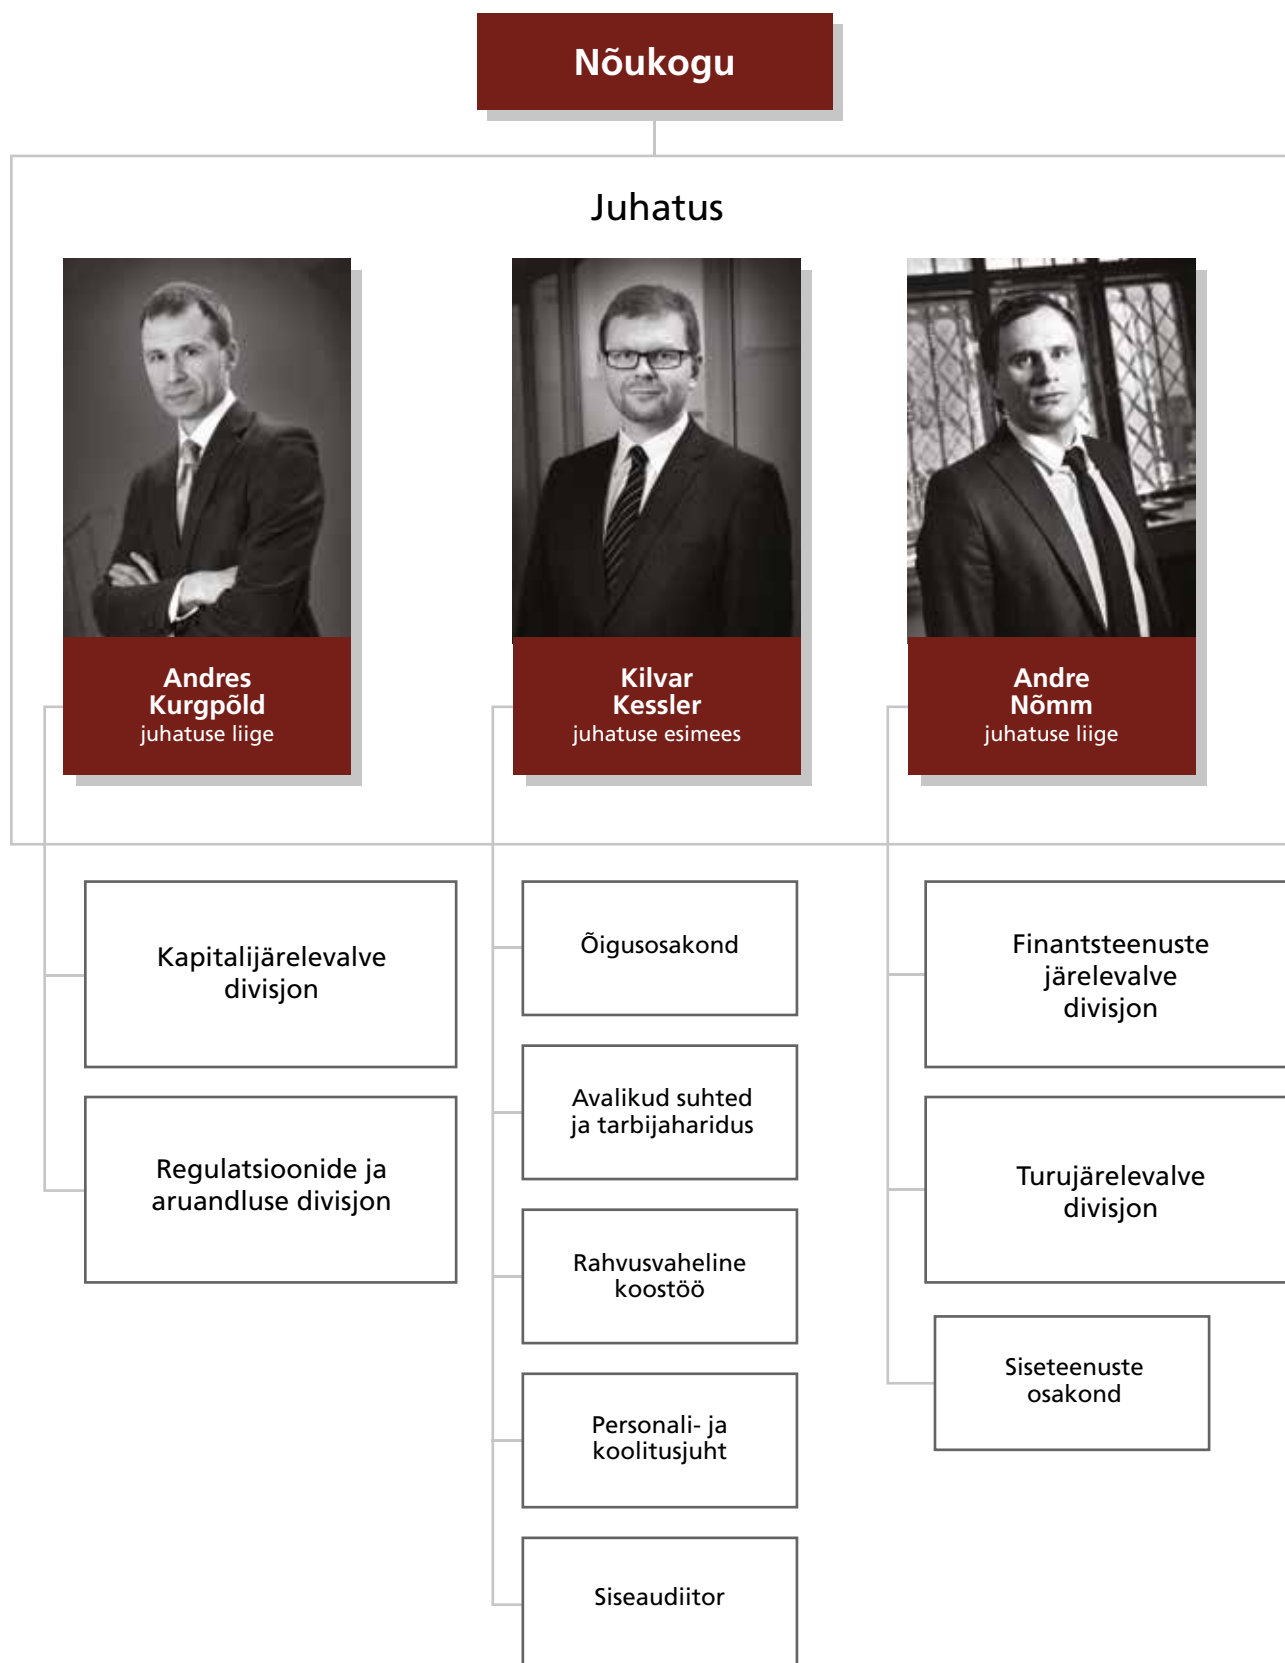 Nõukogu
Juhatus
Andres
Kurgpõld
juhatuse liige
Kilvar
Kessler
juhatuse esimees
Andre
Nõmm
juhatuse liige
Kapitalijärelevalve
divisjon
Regulatsioonide ja
aruandluse divisjon
Õigusosakond
Avalikud suhted
ja tarbijaharidus
Rahvusvaheline
koostöö
Personali- ja
koolitusjuht
Siseaudiitor
Finantsteenuste
järelevalve
divisjon
Turujärelevalve
divisjon
Siseteenuste
osakond